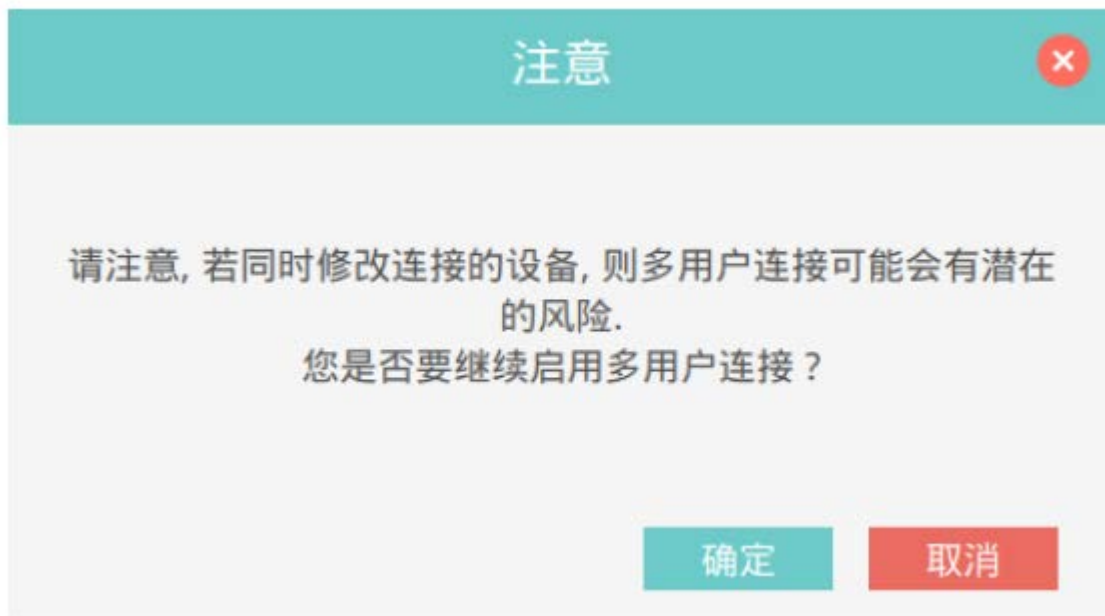 注意
请注意, 若同时修改连接的设备, 则多用户连接可能会有潜在
的风险.
您是否要继续启用多用户连接？
确定
取消